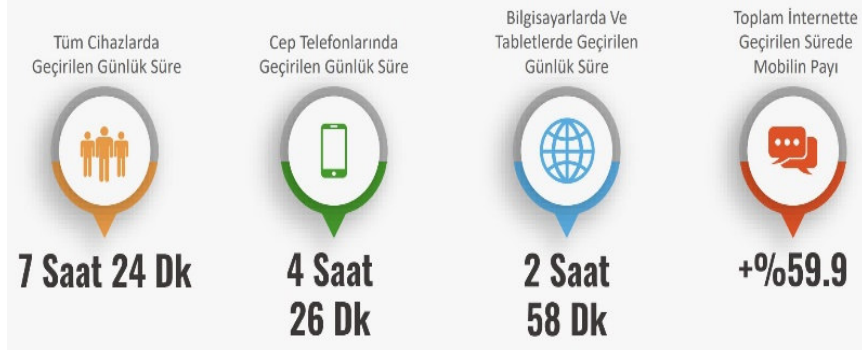 Tüm Cihazlarda
Geçirilen Günlük Süre
7 Saat 24 Dk
Cep Telefonlarında
Geçirilen Günlük Süre
4 Saat
26 Dk
Bilgisayarlarda Ve
Tabletlerde Geçirilen
Günlük Süre
2 Saat
58 Dk
Toplam İnternette
Geçirilen Sürede
Mobilin Payı
+%59.9